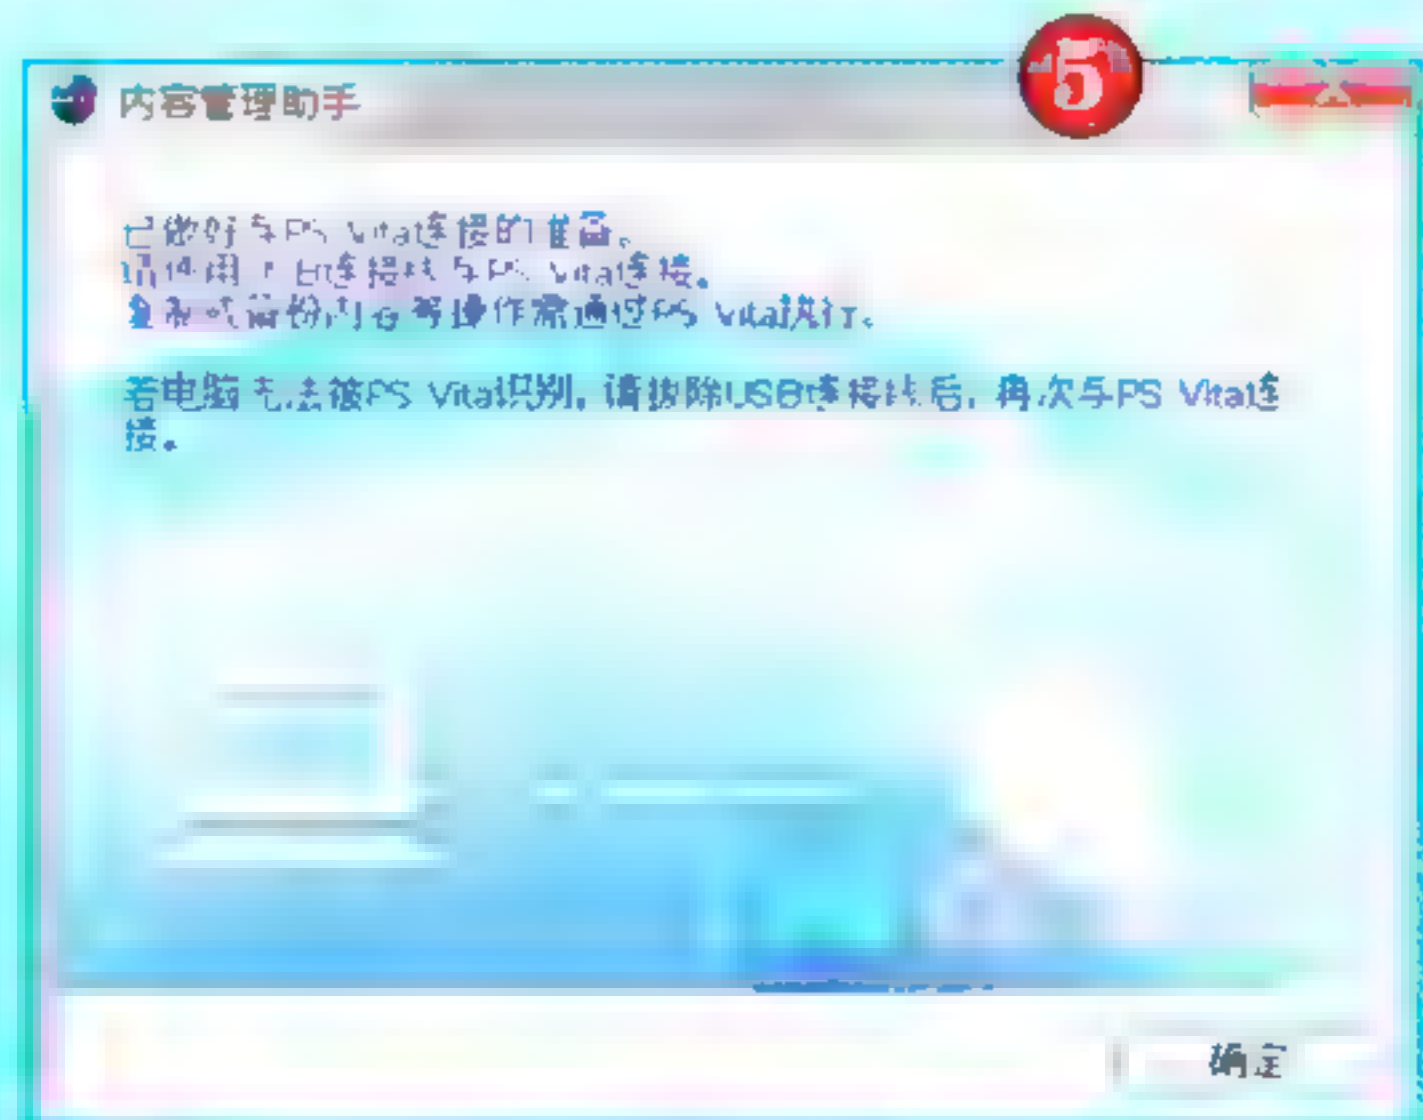 5
内容管理助手
已做好与PS Vita连接的准备。
请使用USB连接线与PS Vita连接。
复制或备份内容等操作需通过PS Vita执行。
若电脑无法被PS Vita识别, 请拔除USB连接线后, 再次与PS Vita连
接。
确定